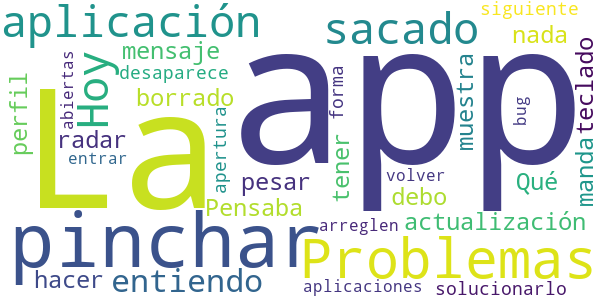 aplicación
sacado
siguiente
mensaje
nada
desaparece
Hoy
abiertas
perfil
borrado
La
app
forma
muestra
bug
teclado
radar
entrar
apertura
tener
pesar
volver
debo
Qué
manda
Pensaba
pinchar
arreglen
actualización
Problemas
hacer
entiendo
aplicaciones
solucionarlo